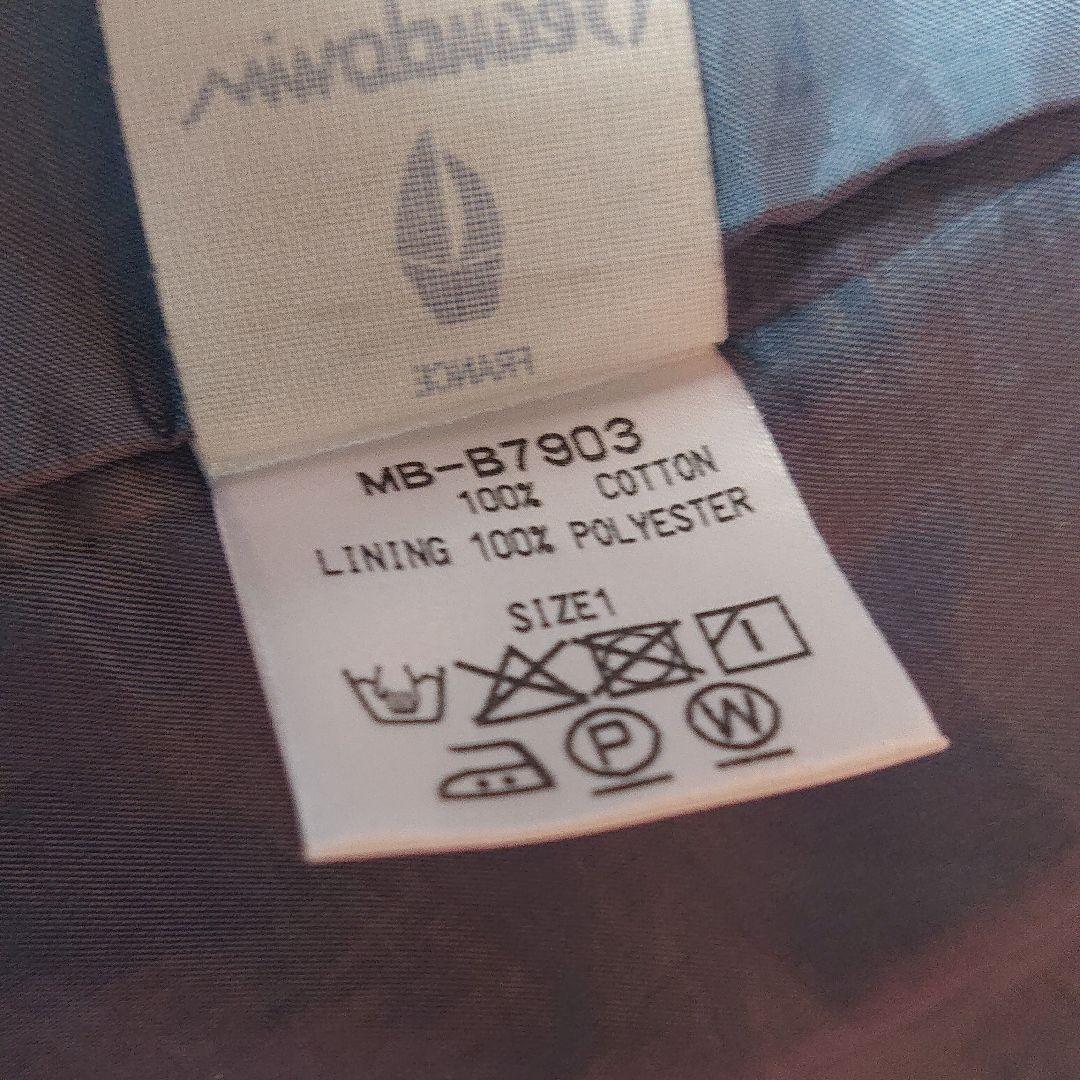 FRANCE
MB-B7903
100% COTTON
LINING 100% POLYESTER
SIZE1
P
W